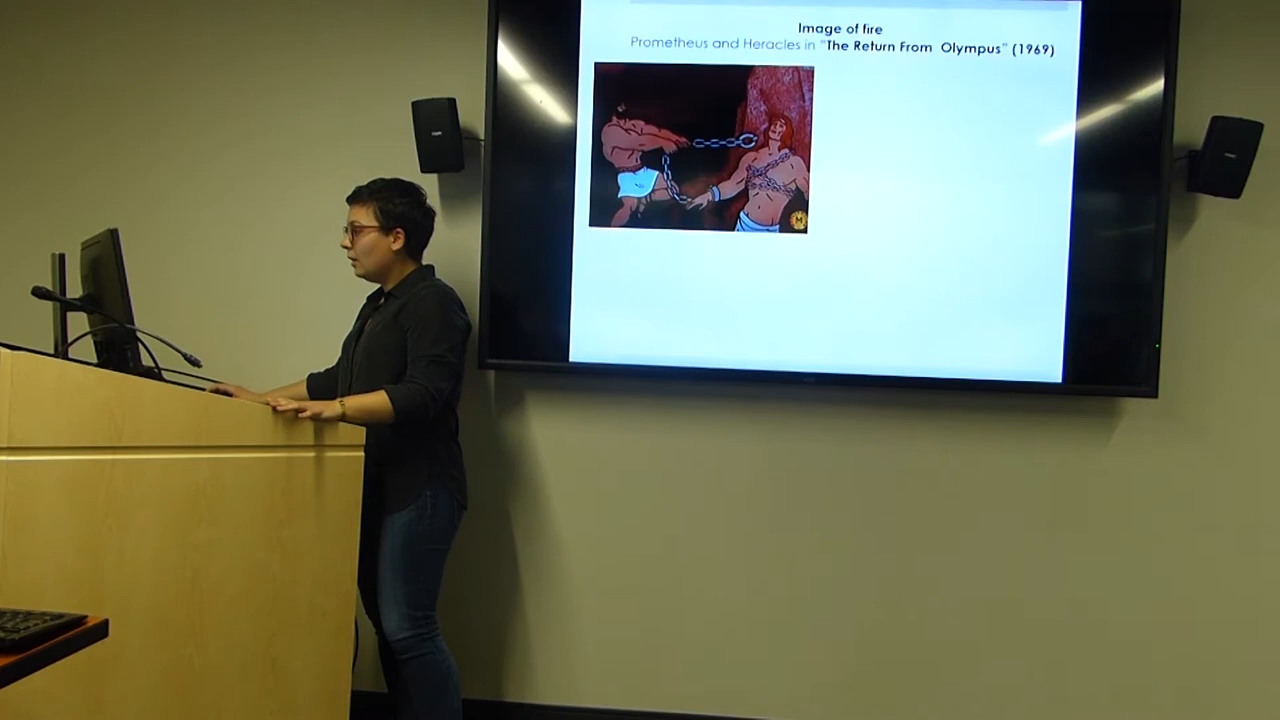 Image of fire
Prometheus and Heracles in "The Return From Olympus" (1969)
M